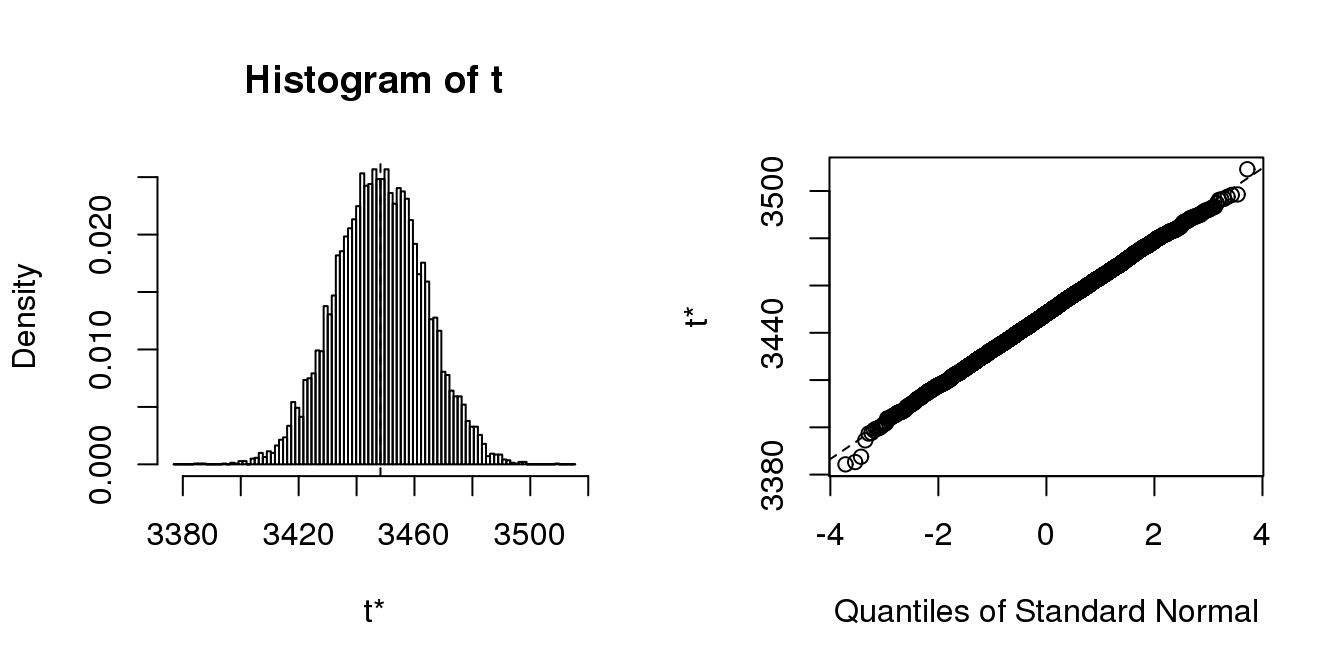 Histogram of t
Density
0.000 0.010 0.020
3380 3420 3460 3500
t*
t*
3380 3440 3500
-4 -2 0 2 4
Quantiles of Standard Normal